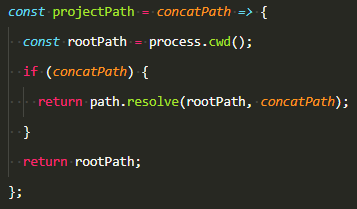 const projectPath = concatPath => {
  const rootPath = process.cwd();
  if (concatPath) {
    return path.resolve(rootPath, concatPath);
  }
  return rootPath;
};